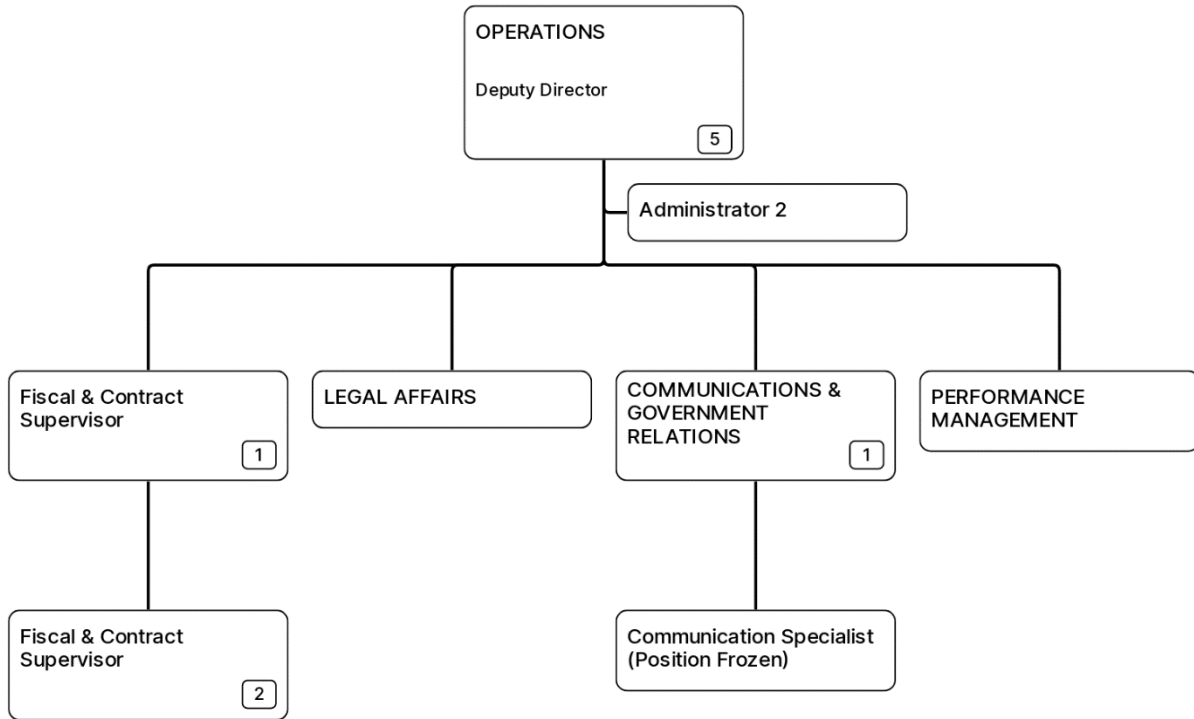 OPERATIONS
Deputy Director
5
Administrator 2
Fiscal & Contract
Supervisor
1
LEGAL AFFAIRS
COMMUNICATIONS &
GOVERNMENT
RELATIONS
1
PERFORMANCE
MANAGEMENT
Fiscal & Contract
Supervisor
2
Communication Specialist
(Position Frozen)